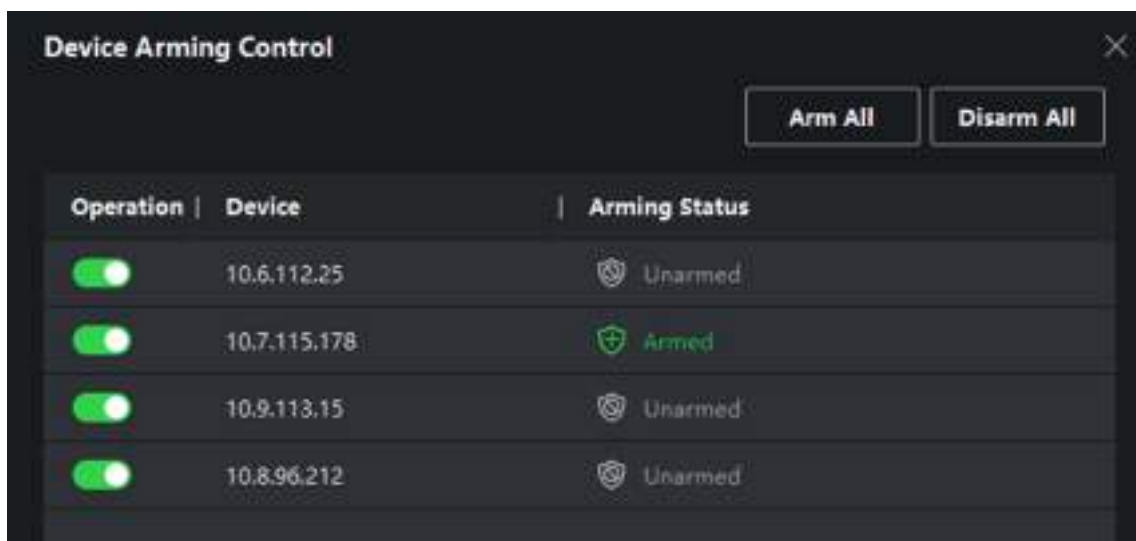 Device Arming Control
Arm All Disarm All
Operation | Device | Arming Status
10.6.112.25 Unarmed
10.7.115.178 Armed
10.9.113.15 Unarmed
10.8.96.212 Unarmed